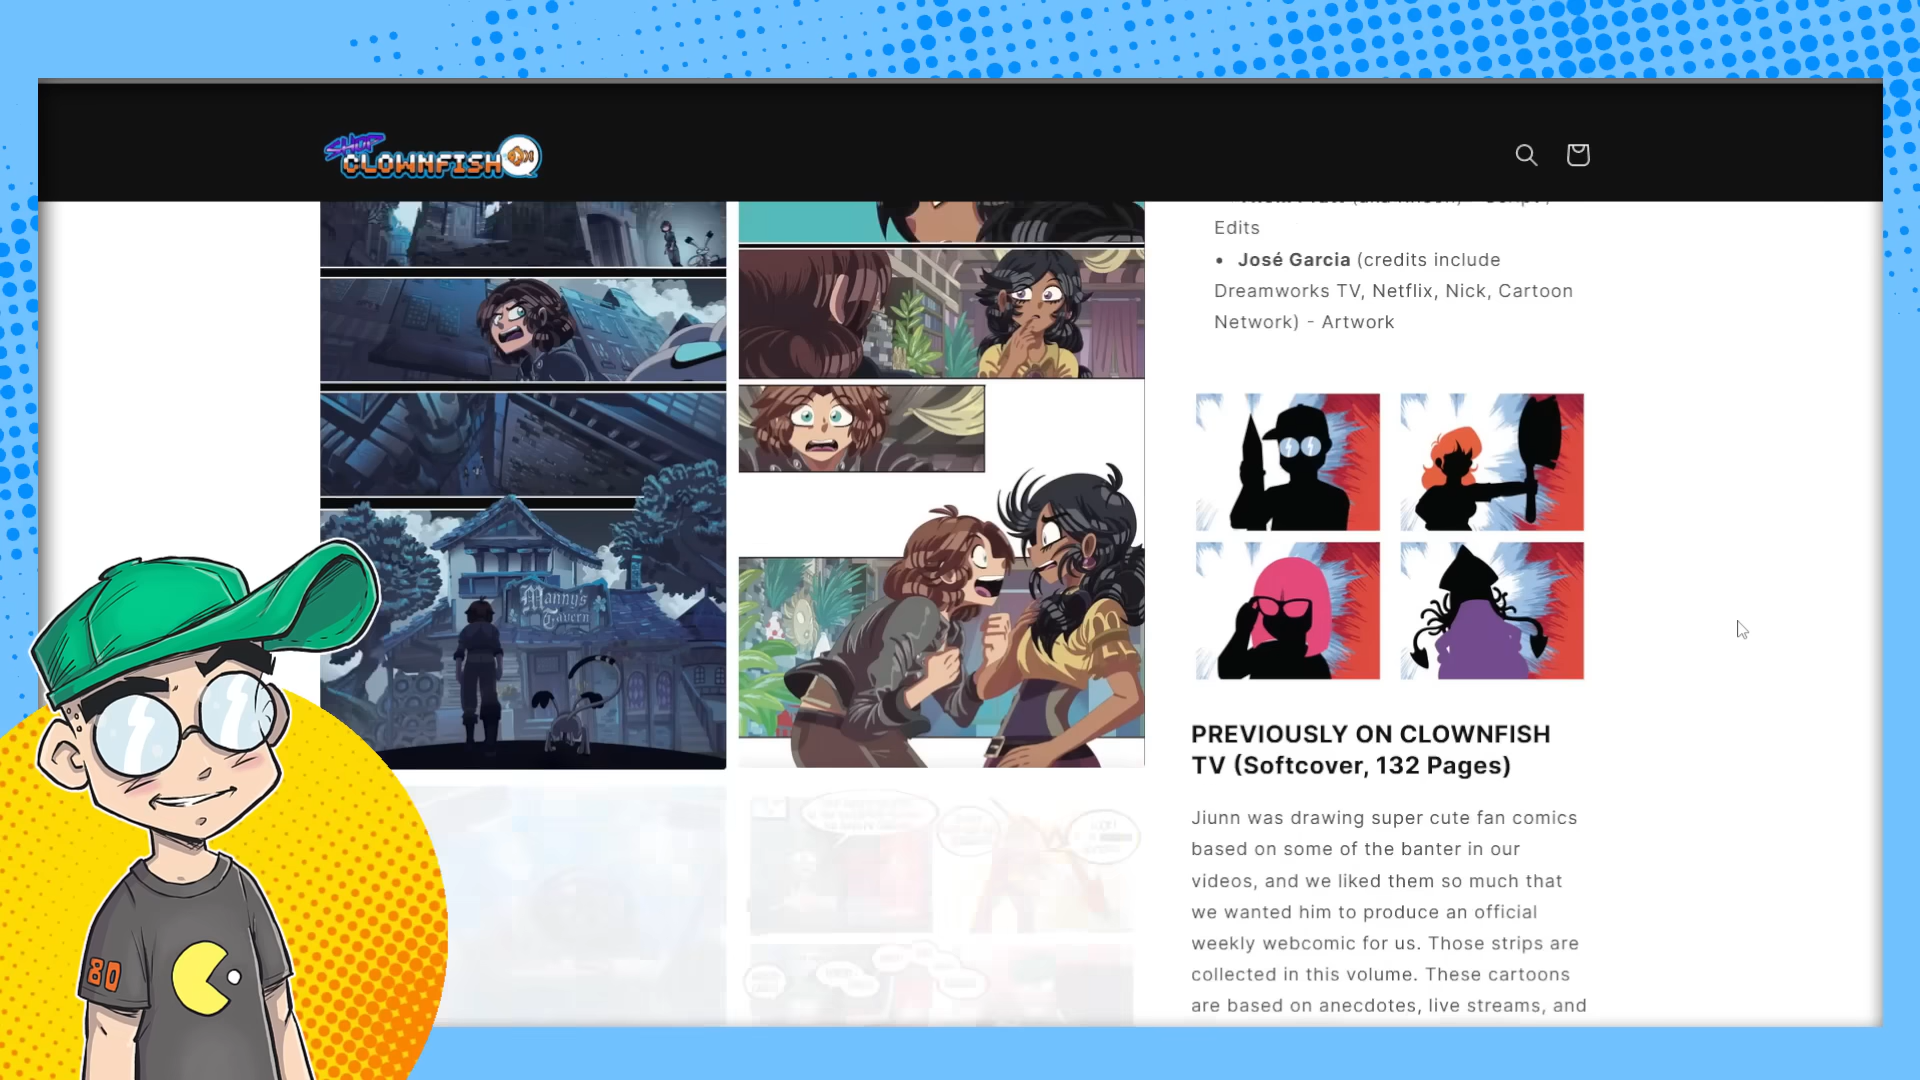 SHOP
CLOWNFISH
Edits
• José Garcia (credits include
Dreamworks TV, Netflix, Nick, Cartoon
Network) - Artwork
Manny's
Tavern
PREVIOUSLY ON CLOWNFISH
TV (Softcover, 132 Pages)
Jiunn was drawing super cute fan comics
based on some of the banter in our
videos, and we liked them so much that
we wanted him to produce an official
weekly webcomic for us. Those strips are
collected in this volume. These cartoons
are based on anecdotes, live streams, and
80